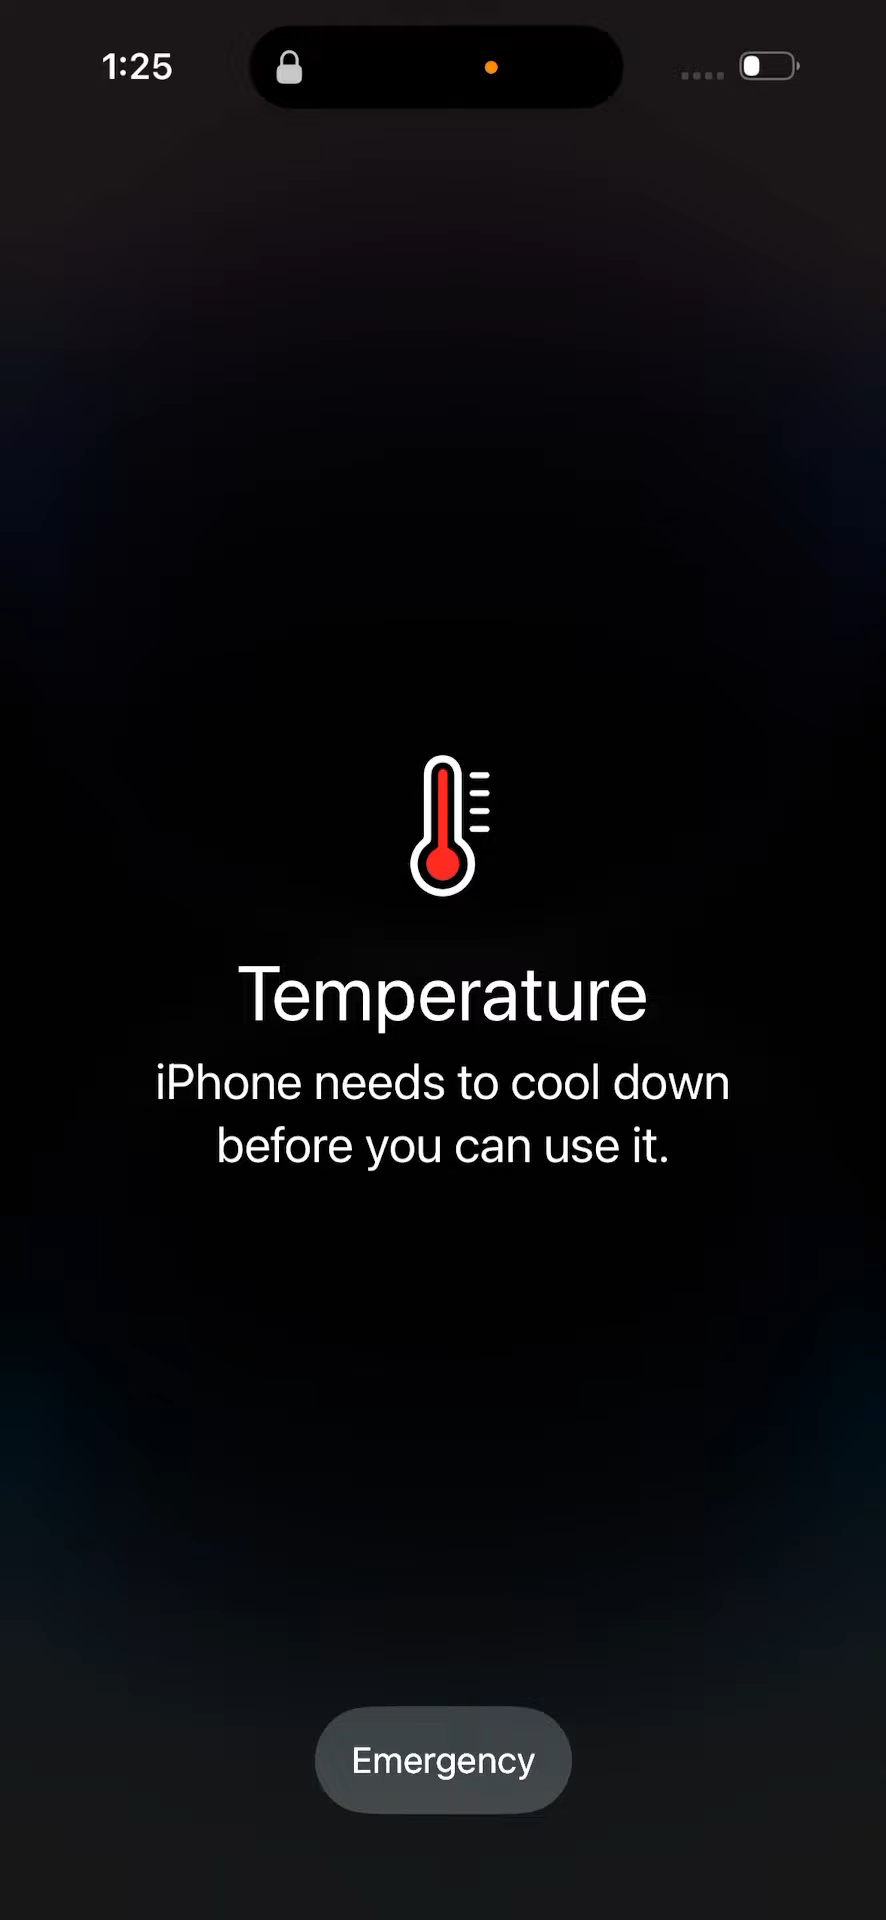 1:25
Temperature
iPhone needs to cool down
before you can use it.
Emergency